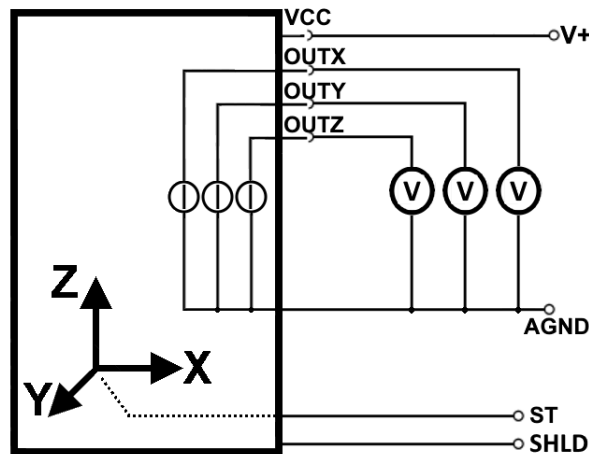 VCC
V+
OUTX
OUTY
OUTZ
V V V
Z
X
Y
AGND
ST
SHLD